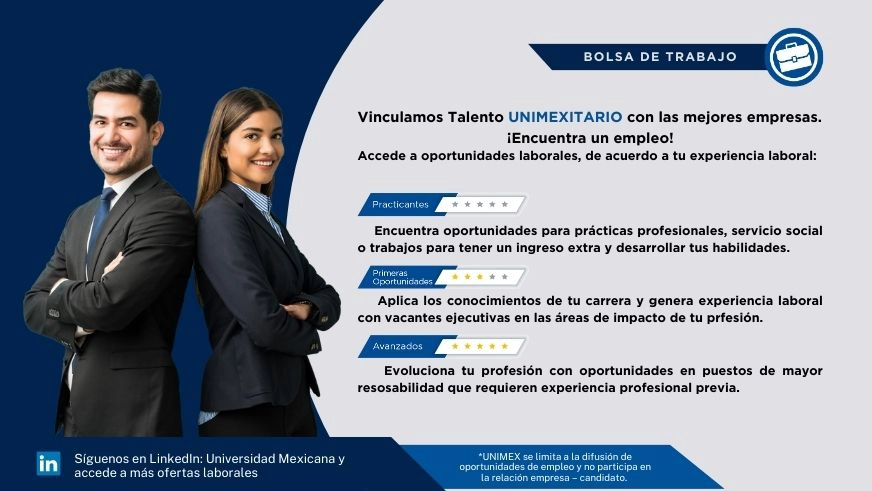 BOLSA DE TRABAJO
Vinculamos Talento UNIMEXITARIO con las mejores empresas.
¡Encuentra un empleo!
Accede a oportunidades laborales, de acuerdo a tu experiencia laboral:
Practicantes
Encuentra oportunidades para prácticas profesionales, servicio social
o trabajos para tener un ingreso extra y desarrollar tus habilidades.
Primeras
Oportunidades
Aplica los conocimientos de tu carrera y genera experiencia laboral
con vacantes ejecutivas en las áreas de impacto de tu prfesión.
Avanzados
Evoluciona tu profesión con oportunidades en puestos de mayor
resosabilidad que requieren experiencia profesional previa.
in
Síguenos en LinkedIn: Universidad Mexicana y
accede a más ofertas laborales
*UNIMEX se limita a la difusión de
oportunidades de empleo y no participa en
la relación empresa – candidato.